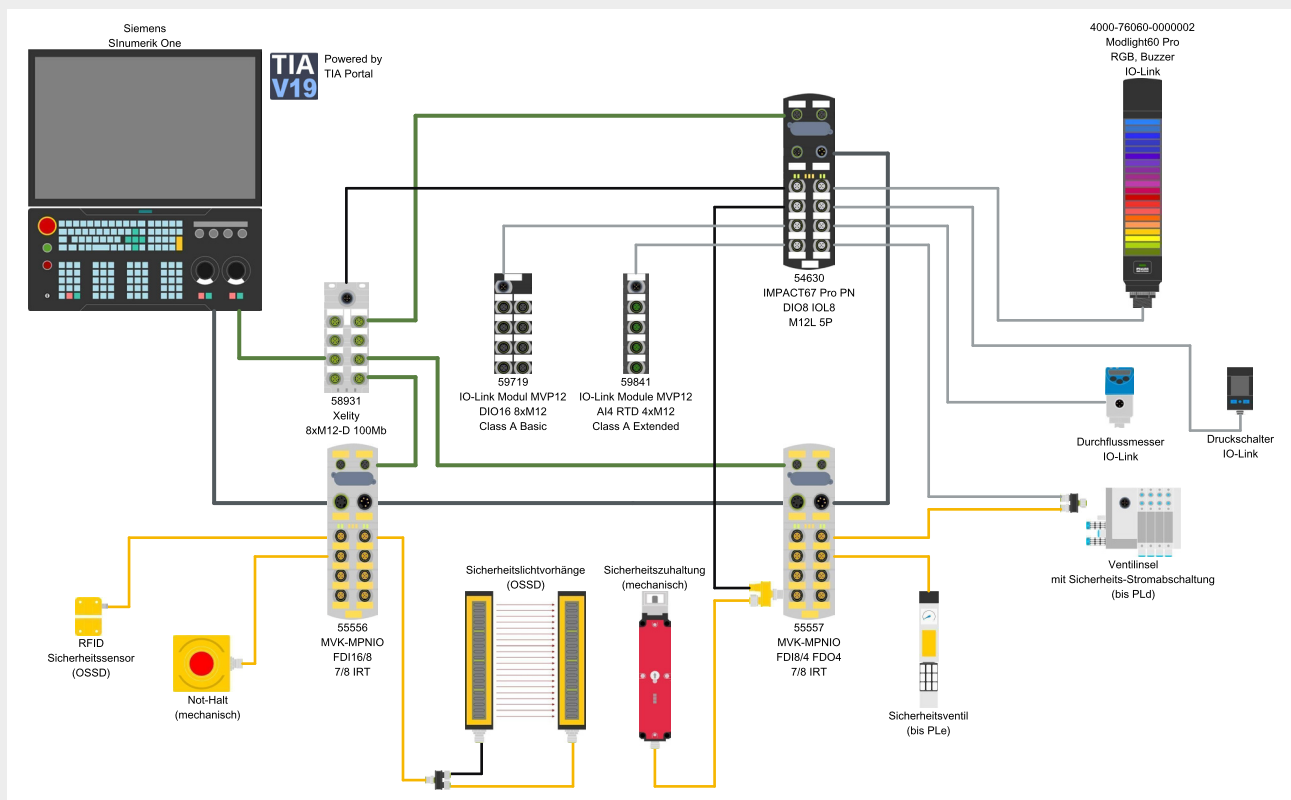 Siemens
SInumerik One
TIA
V19
Powered by
TIA Portal
4000-76060-0000002
Modlight60 Pro
RGB, Buzzer
IO-Link
54630
IMPACT67 Pro PN
DIO8 IOL8
M12L 5P
58931
Xelity
8xM12-D 100Mb
59719
IO-Link Modul MVP12
DIO16 8xM12
Class A Basic
59841
IO-Link Module MVP12
AI4 RTD 4xM12
Class A Extended
Durchflussmesser
IO-Link
Druckschalter
IO-Link
Ventilinsel
mit Sicherheits-Stromabschaltung
(bis PLd)
Sicherheitslichtvorhänge
(OSSD)
Sicherheitszuhaltung
(mechanisch)
55556
MVK-MPNIO
FDI16/8
7/8 IRT
55557
MVK-MPNIO
FDI8/4 FDO4
7/8 IRT
RFID
Sicherheitssensor
(OSSD)
Not-Halt
(mechanisch)
Sicherheitsventil
(bis PLe)